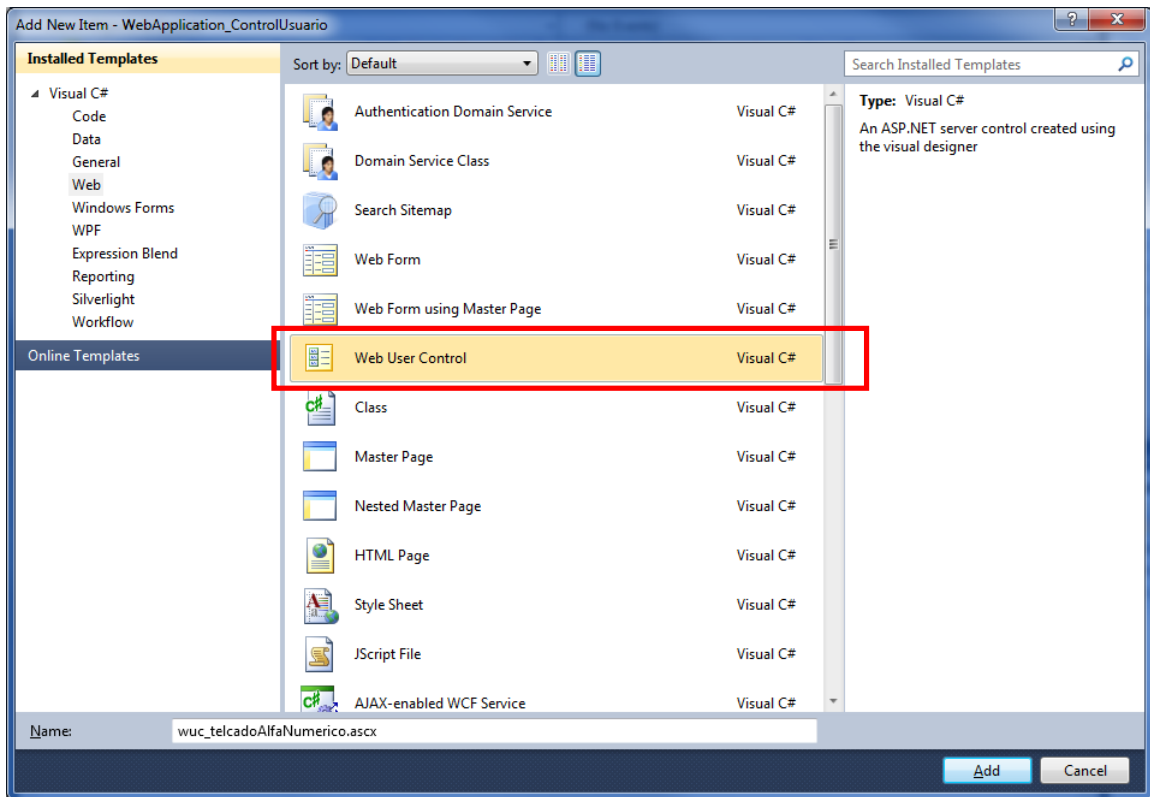 Add New Item - WebApplication_ControlUsuario
Installed Templates
Visual C#
Code
Data
General
Web
Windows Forms
WPF
Expression Blend
Reporting
Silverlight
Workflow
Online Templates
Sort by: Default
Authentication Domain Service Visual C#
Domain Service Class Visual C#
Search Sitemap Visual C#
Web Form Visual C#
Web Form using Master Page Visual C#
Web User Control Visual C#
Class Visual C#
Master Page Visual C#
Nested Master Page Visual C#
HTML Page Visual C#
Style Sheet Visual C#
JScript File Visual C#
AJAX-enabled WCF Service Visual C#
Search Installed Templates
Type: Visual C#
An ASP.NET server control created using
the visual designer
Name: wuc_telcadoAlfaNumerico.ascx
Add Cancel